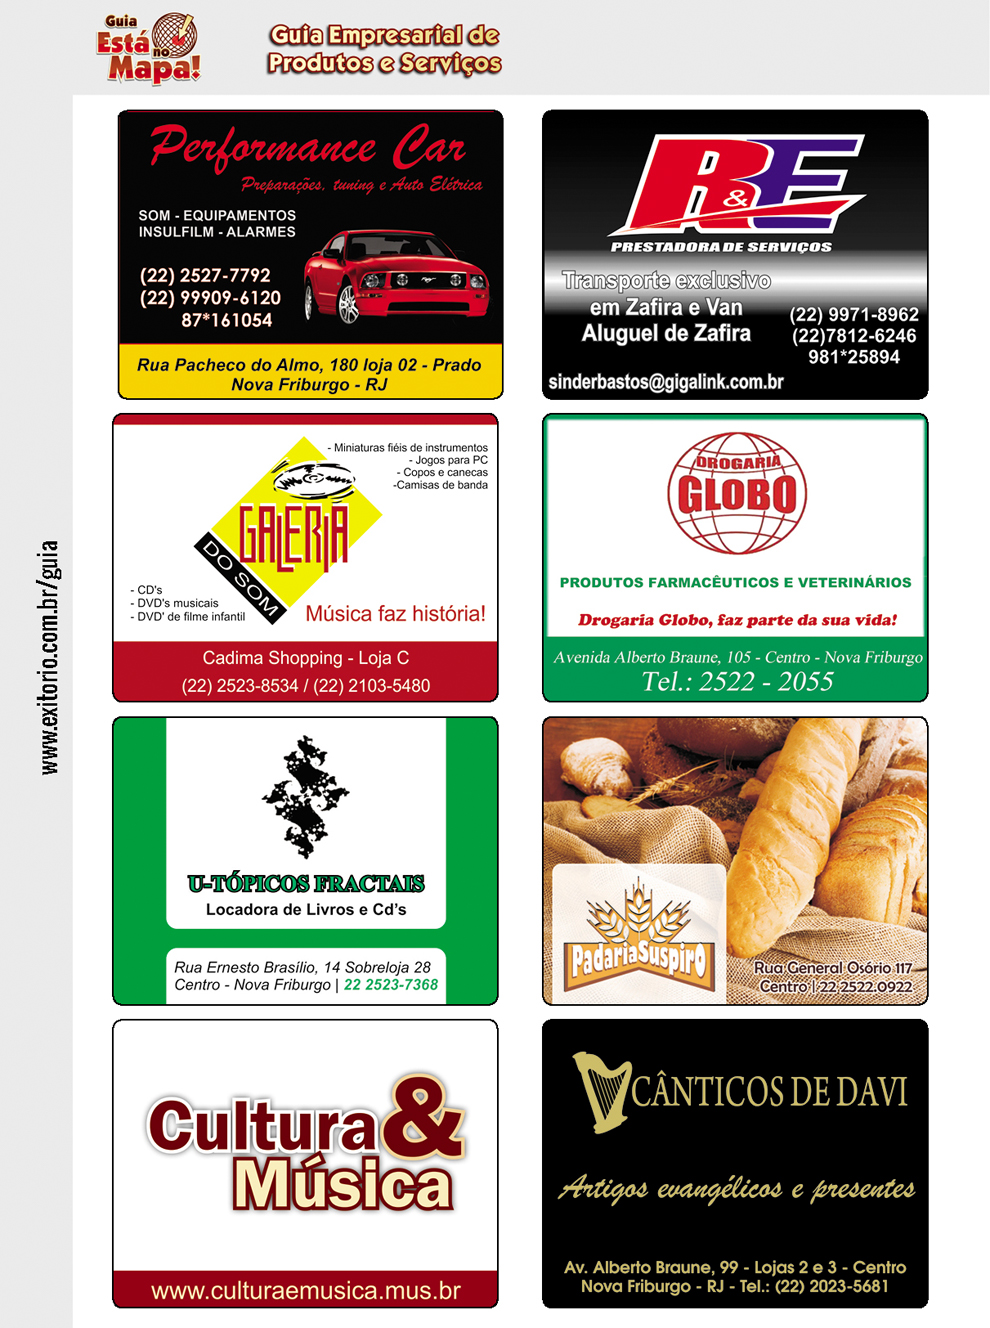 Guia
Está no
Mapa!
Guia Empresarial de
Produtos e Serviços
www.exitorio.com.br/guia
Performance Car
Preparações, tuning e Auto Elétrica
SOM - EQUIPAMENTOS
INSULFILM - ALARMES
(22) 2527-7792
(22) 99909-6120
87*161054
Rua Pacheco do Almo, 180 loja 02 - Prado
Nova Friburgo - RJ
R&E
PRESTADORA DE SERVIÇOS
Transporte exclusivo
em Zafira e Van
Aluguel de Zafira
(22) 9971-8962
(22)7812-6246
981*25894
sinderbastos@gigalink.com.br
- Miniaturas fiéis de instrumentos
- Jogos para PC
- Copos e canecas
-Camisas de banda
GALERIA
DO SOM
- CD's
- DVD's musicais
- DVD' de filme infantil
Música faz história!
Cadima Shopping - Loja C
(22) 2523-8534 / (22) 2103-5480
DROGARIA
GLOBO
PRODUTOS FARMACÊUTICOS E VETERINÁRIOS
Drogaria Globo, faz parte da sua vida!
Avenida Alberto Braune, 105 - Centro - Nova Friburgo
Tel.: 2522 - 2055
U-TÓPICOS FRACTAIS
Locadora de Livros e Cd's
Rua Ernesto Brasílio, 14 Sobreloja 28
Centro - Nova Friburgo | 22 2523-7368
Padaria Suspiro
Rua General Osório 117
Centro | 22 2522.0922
Cultura &
Música
www.culturaemusica.mus.br
CÂNTICOS DE DAVI
Artigos evangélicos e presentes
Av. Alberto Braune, 99 - Lojas 2 e 3 - Centro
Nova Friburgo - RJ - Tel.: (22) 2023-5681